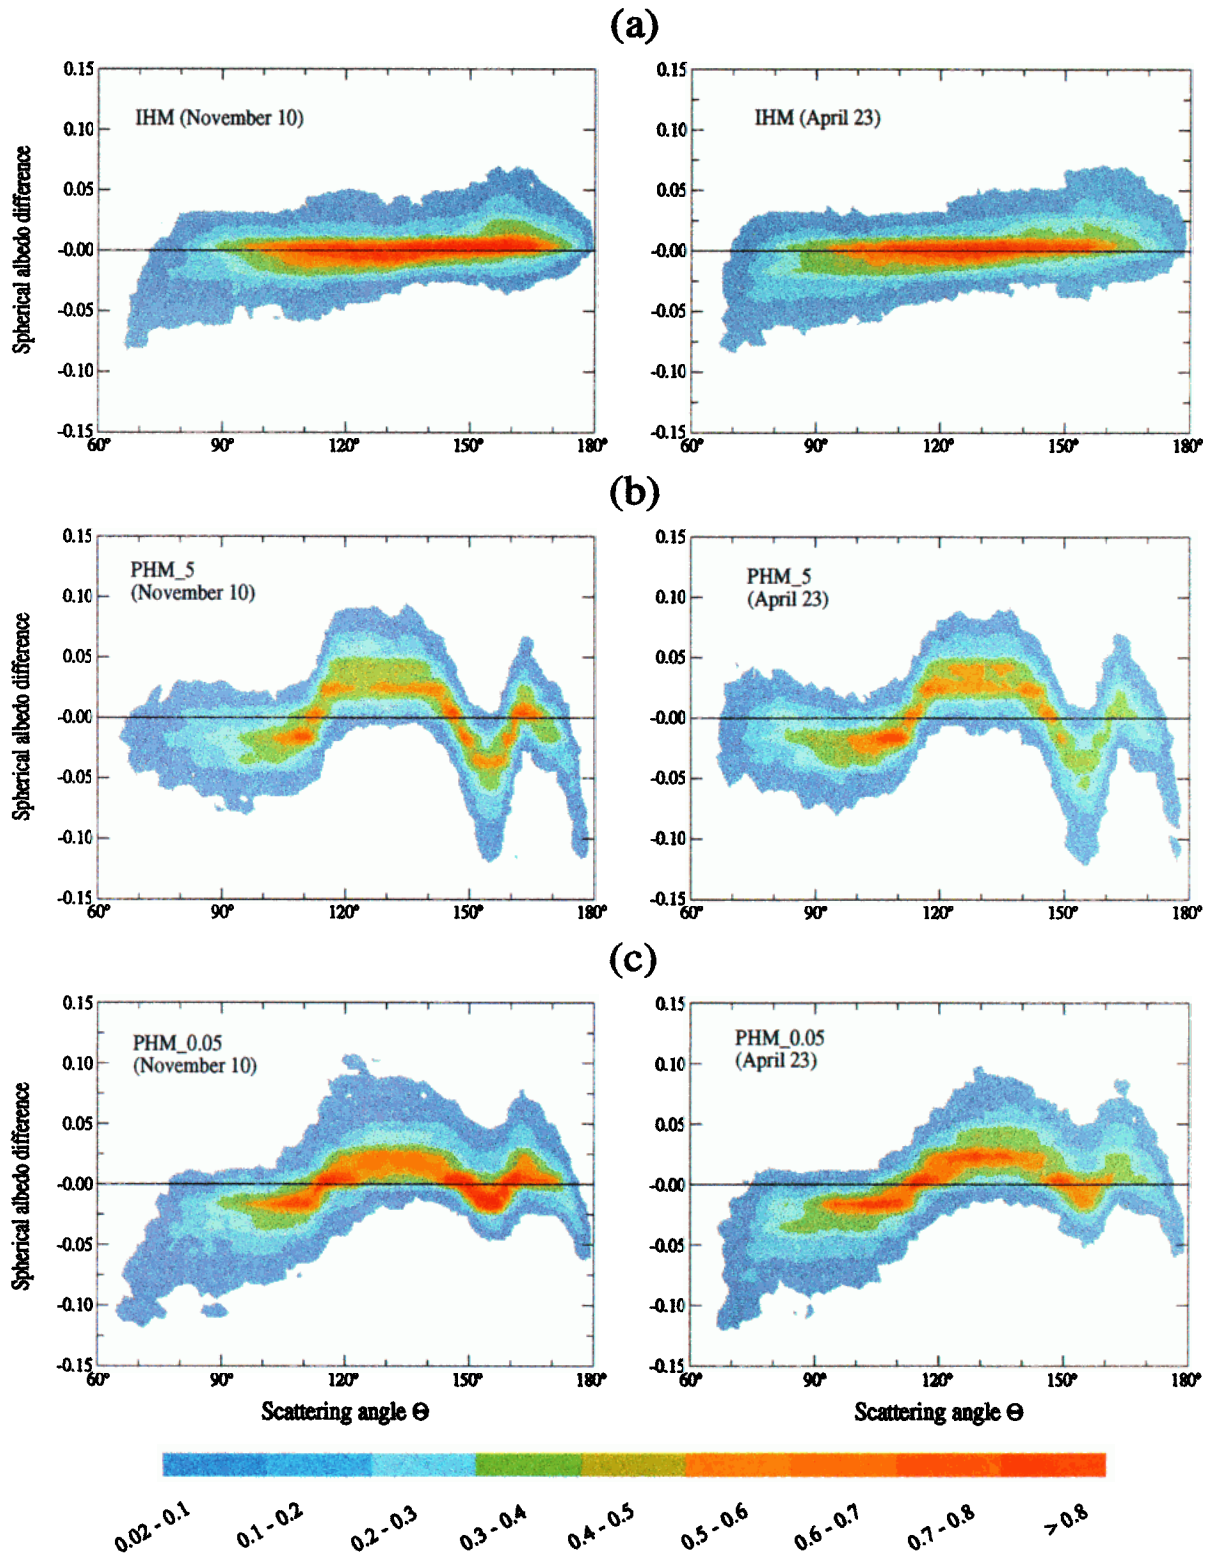 (a)
0.15
0.10
0.05
-0.00
-0.05
-0.10
-0.15
60° 90° 120° 150° 180°
Spherical albedo difference
IHM (November 10)
0.15
0.10
0.05
-0.00
-0.05
-0.10
-0.15
60° 90° 120° 150° 180°
IHM (April 23)
(b)
0.15
0.10
0.05
-0.00
-0.05
-0.10
-0.15
60° 90° 120° 150° 180°
Spherical albedo difference
PHM_5
(November 10)
0.15
0.10
0.05
-0.00
-0.05
-0.10
-0.15
60° 90° 120° 150° 180°
PHM_5
(April 23)
(c)
0.15
0.10
0.05
-0.00
-0.05
-0.10
-0.15
60° 90° 120° 150° 180°
Spherical albedo difference
PHM_0.05
(November 10)
Scattering angle Θ
0.15
0.10
0.05
-0.00
-0.05
-0.10
-0.15
60° 90° 120° 150° 180°
PHM_0.05
(April 23)
Scattering angle Θ
0.02 - 0.1
0.1 - 0.2
0.2 - 0.3
0.3 - 0.4
0.4 - 0.5
0.5 - 0.6
0.6 - 0.7
0.7 - 0.8
> 0.8